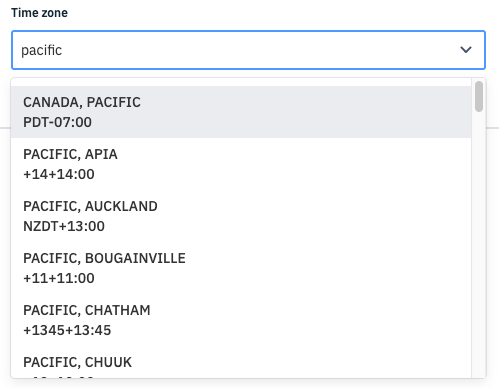 Time zone
pacific
CANADA, PACIFIC
PDT-07:00
PACIFIC, APIA
+14+14:00
PACIFIC, AUCKLAND
NZDT+13:00
PACIFIC, BOUGAINVILLE
+11+11:00
PACIFIC, CHATHAM
+1345+13:45
PACIFIC, CHUUK